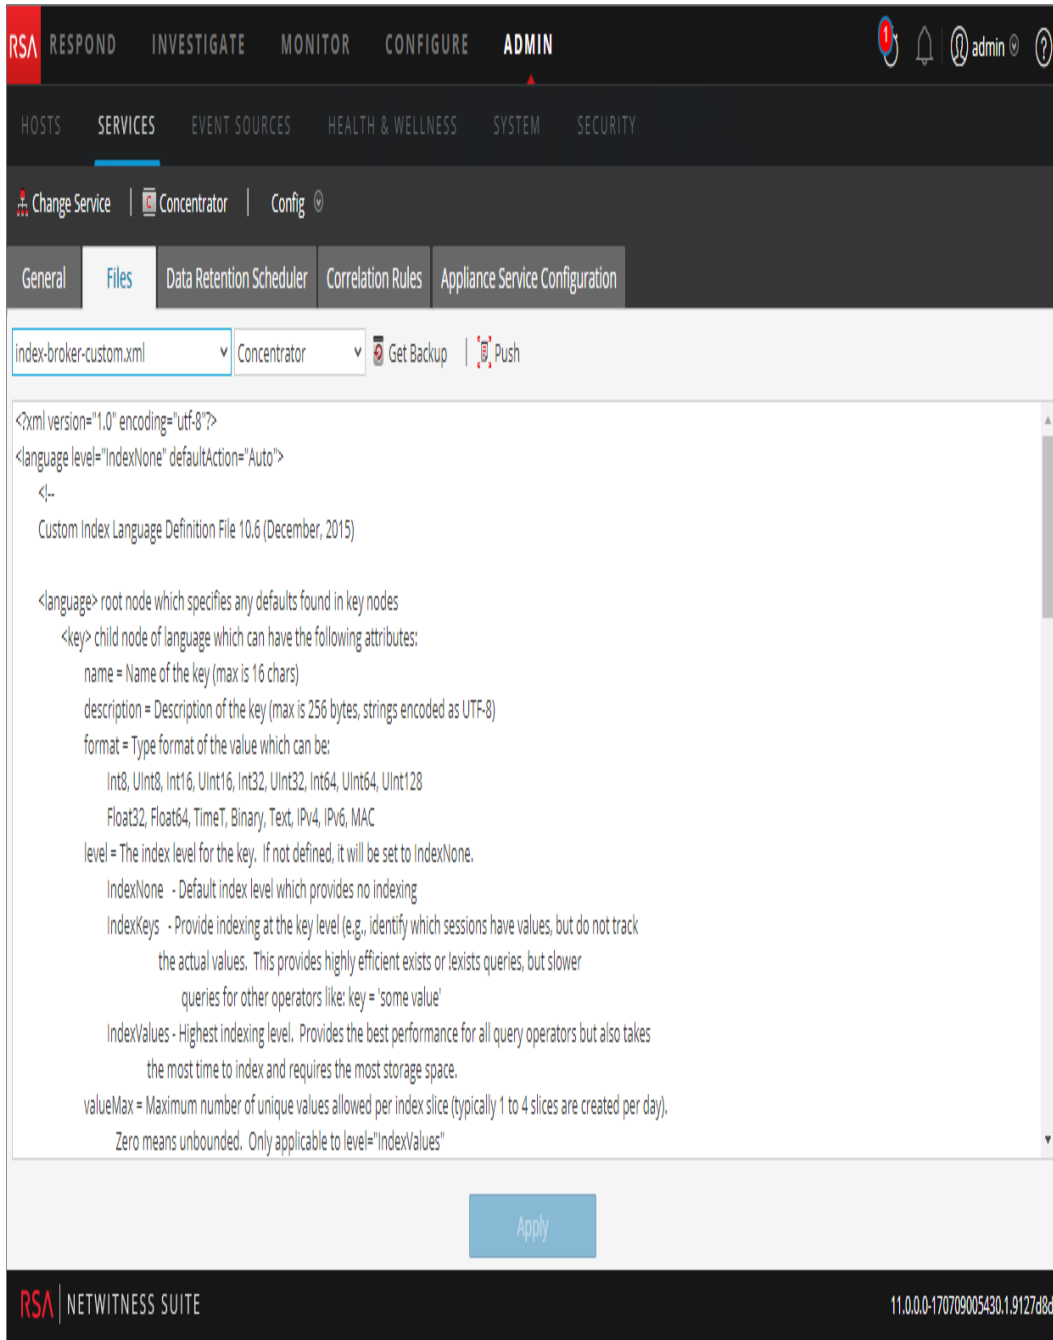 RSA RESPOND INVESTIGATE MONITOR CONFIGURE ADMIN 1 admin ?
HOSTS SERVICES EVENT SOURCES HEALTH & WELLNESS SYSTEM SECURITY
Change Service | C Concentrator | Config
General Files Data Retention Scheduler Correlation Rules Appliance Service Configuration
index-broker-custom.xml Concentrator Get Backup | Push
<?xml version="1.0" encoding="utf-8"?>
<language level="IndexNone" defaultAction="Auto">
<!--
Custom Index Language Definition File 10.6 (December, 2015)
<language> root node which specifies any defaults found in key nodes
<key> child node of language which can have the following attributes:
name = Name of the key (max is 16 chars)
description = Description of the key (max is 256 bytes, strings encoded as UTF-8)
format = Type format of the value which can be:
Int8, UInt8, Int16, UInt16, Int32, UInt32, Int64, UInt64, UInt128
Float32, Float64, TimeT, Binary, Text, IPv4, IPv6, MAC
level = The index level for the key. If not defined, it will be set to IndexNone.
IndexNone - Default index level which provides no indexing
IndexKeys - Provide indexing at the key level (e.g., identify which sessions have values, but do not track
the actual values. This provides highly efficient exists or !exists queries, but slower
queries for other operators like: key = 'some value'
IndexValues - Highest indexing level. Provides the best performance for all query operators but also takes
the most time to index and requires the most storage space.
valueMax = Maximum number of unique values allowed per index slice (typically 1 to 4 slices are created per day).
Zero means unbounded. Only applicable to level="IndexValues"
Apply
RSA | NETWITNESS SUITE 11.0.0.0-170709005430.1.9127d8d